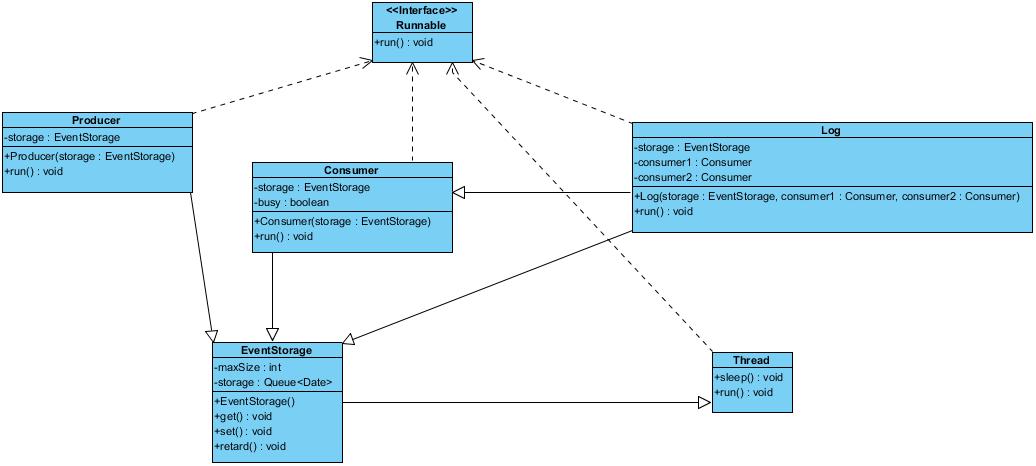 <<Interface>>
Runnable
+run() : void
Producer
-storage : EventStorage
+Producer(storage : EventStorage)
+run() : void
Consumer
-storage : EventStorage
-busy : boolean
+Consumer(storage : EventStorage)
+run() : void
Log
-storage : EventStorage
-consumer1 : Consumer
-consumer2 : Consumer
+Log(storage : EventStorage, consumer1 : Consumer, consumer2 : Consumer)
+run() : void
EventStorage
-maxSize : int
-storage : Queue<Date>
+EventStorage()
+get() : void
+set() : void
+retard() : void
Thread
+sleep() : void
+run() : void